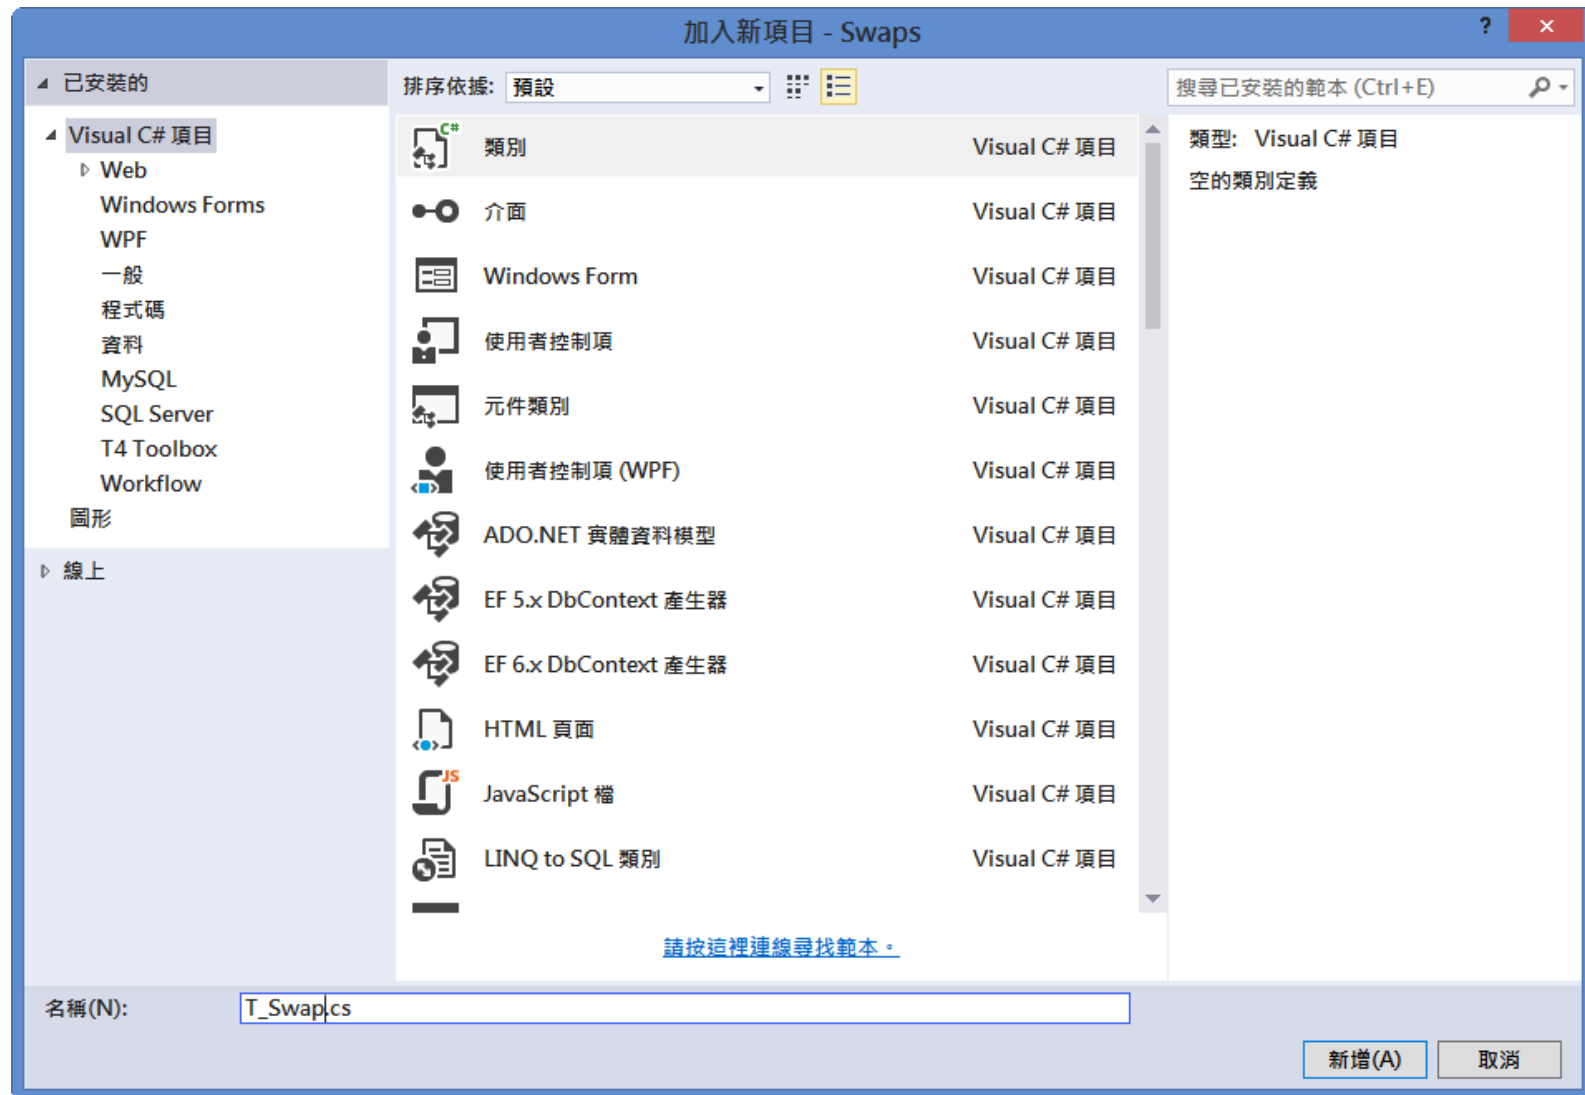 加入新項目 - Swaps
?
已安裝的
排序依據: 預設
搜尋已安裝的範本 (Ctrl+E)
Visual C# 項目
Web
Windows Forms
WPF
一般
程式碼
資料
MySQL
SQL Server
T4 Toolbox
Workflow
圖形
線上
C#
類別 Visual C# 項目
介面 Visual C# 項目
Windows Form Visual C# 項目
使用者控制項 Visual C# 項目
元件類別 Visual C# 項目
使用者控制項 (WPF) Visual C# 項目
ADO.NET 實體資料模型 Visual C# 項目
EF 5.x DbContext 產生器 Visual C# 項目
EF 6.x DbContext 產生器 Visual C# 項目
HTML 頁面 Visual C# 項目
JS
JavaScript 檔 Visual C# 項目
LINQ to SQL 類別 Visual C# 項目
請按這裡連線尋找範本。
類型: Visual C# 項目
空的類別定義
名稱(N): T_Swap.cs
新增(A) 取消